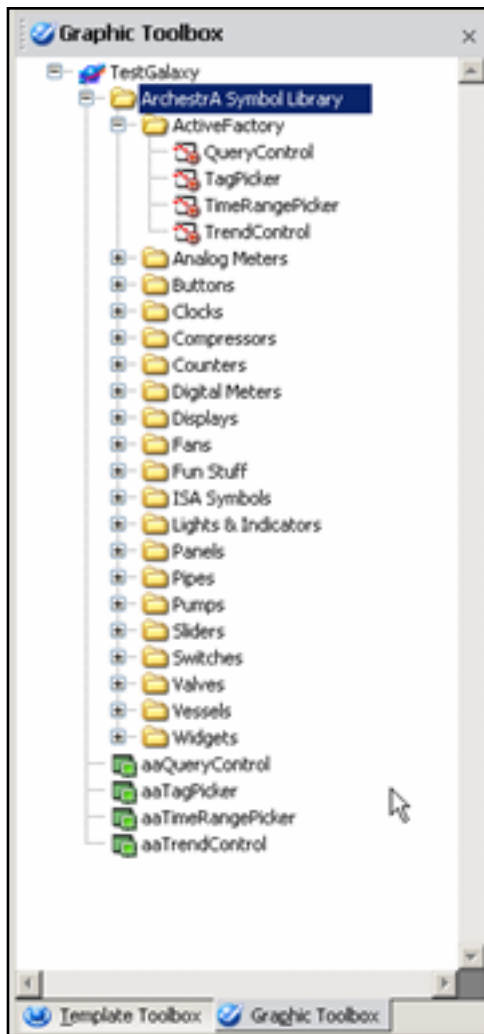 Graphic Toolbox
TestGalaxy
ArchestrA Symbol Library
ActiveFactory
QueryControl
TagPicker
TimeRangePicker
TrendControl
Analog Meters
Buttons
Clocks
Compressors
Counters
Digital Meters
Displays
Fans
Fun Stuff
ISA Symbols
Lights & Indicators
Panels
Pipes
Pumps
Sliders
Switches
Valves
Vessels
Widgets
aaQueryControl
aaTagPicker
aaTimeRangePicker
aaTrendControl
Template Toolbox Graphic Toolbox